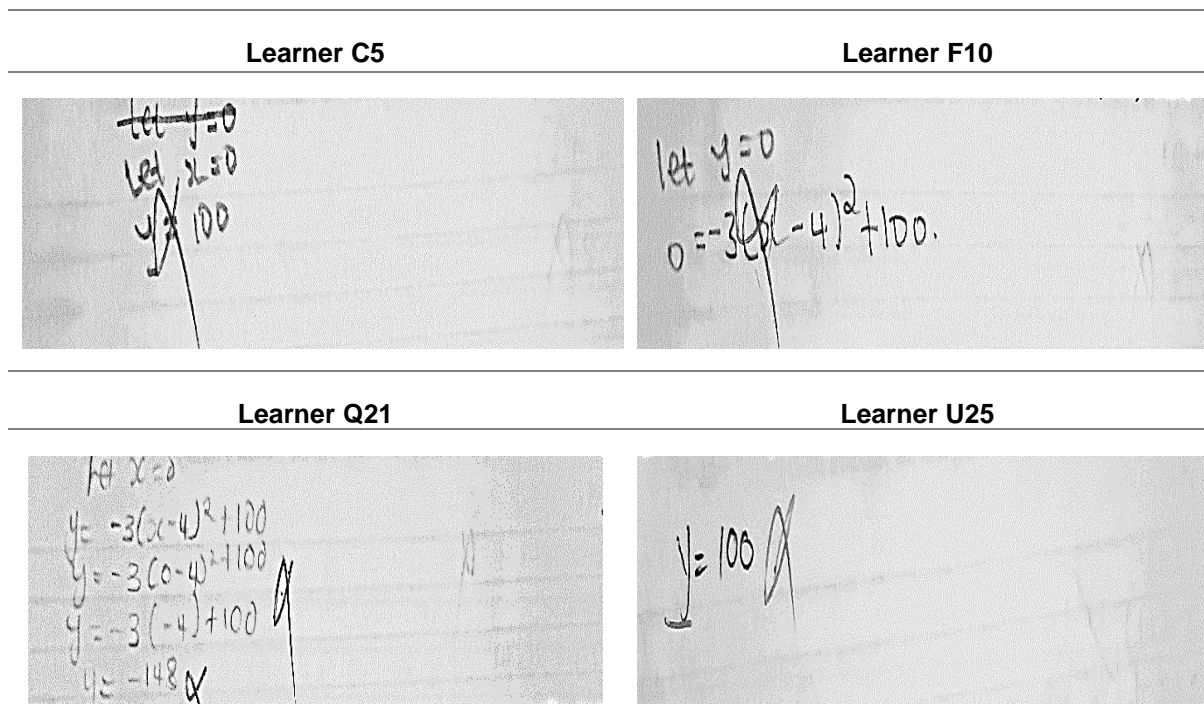 Learner C5
Learner F10
let y=0
Let x=0
y= 100
let y=0
0=-3(x-4)²+100.
Learner Q21
Learner U25
let x=0
y= -3(x-4)²+100
y=-3(0-4)²+100
y=-3(-4)+100
y= -148
y=100